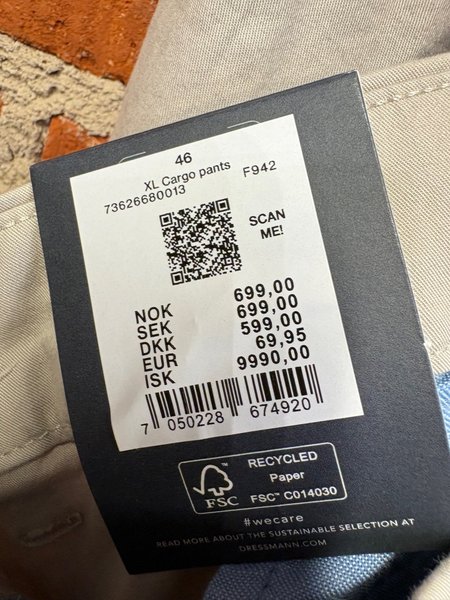 46
XL Cargo pants
73626680013
F942
SCAN
ME!
NOK 699,00
SEK 699,00
DKK 599,00
EUR 69,95
ISK 9990,00
7 050228 674920
FSC
RECYCLED
Paper
FSC™ C014030
#wecare
READ MORE ABOUT THE SUSTAINABLE SELECTION AT
DRESSMANN.COM